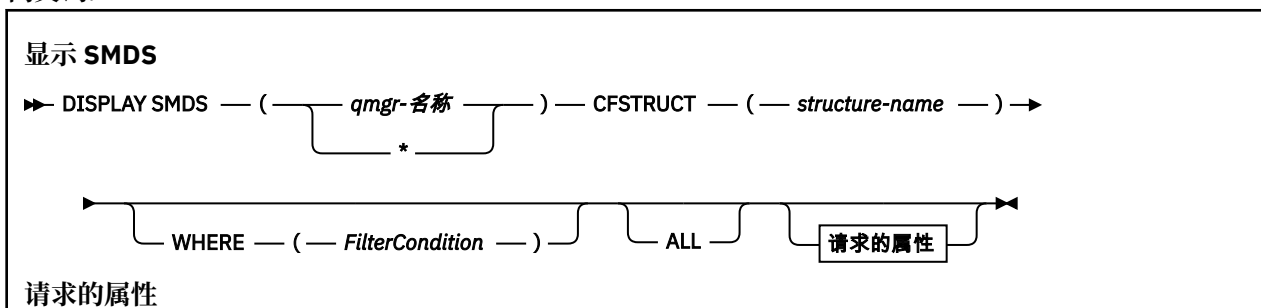 显示 SMDS
DISPLAY SMDS ( qmgr-名称 ) CFSTRUCT ( structure-name )
*
WHERE ( FilterCondition ) ALL 请求的属性
请求的属性